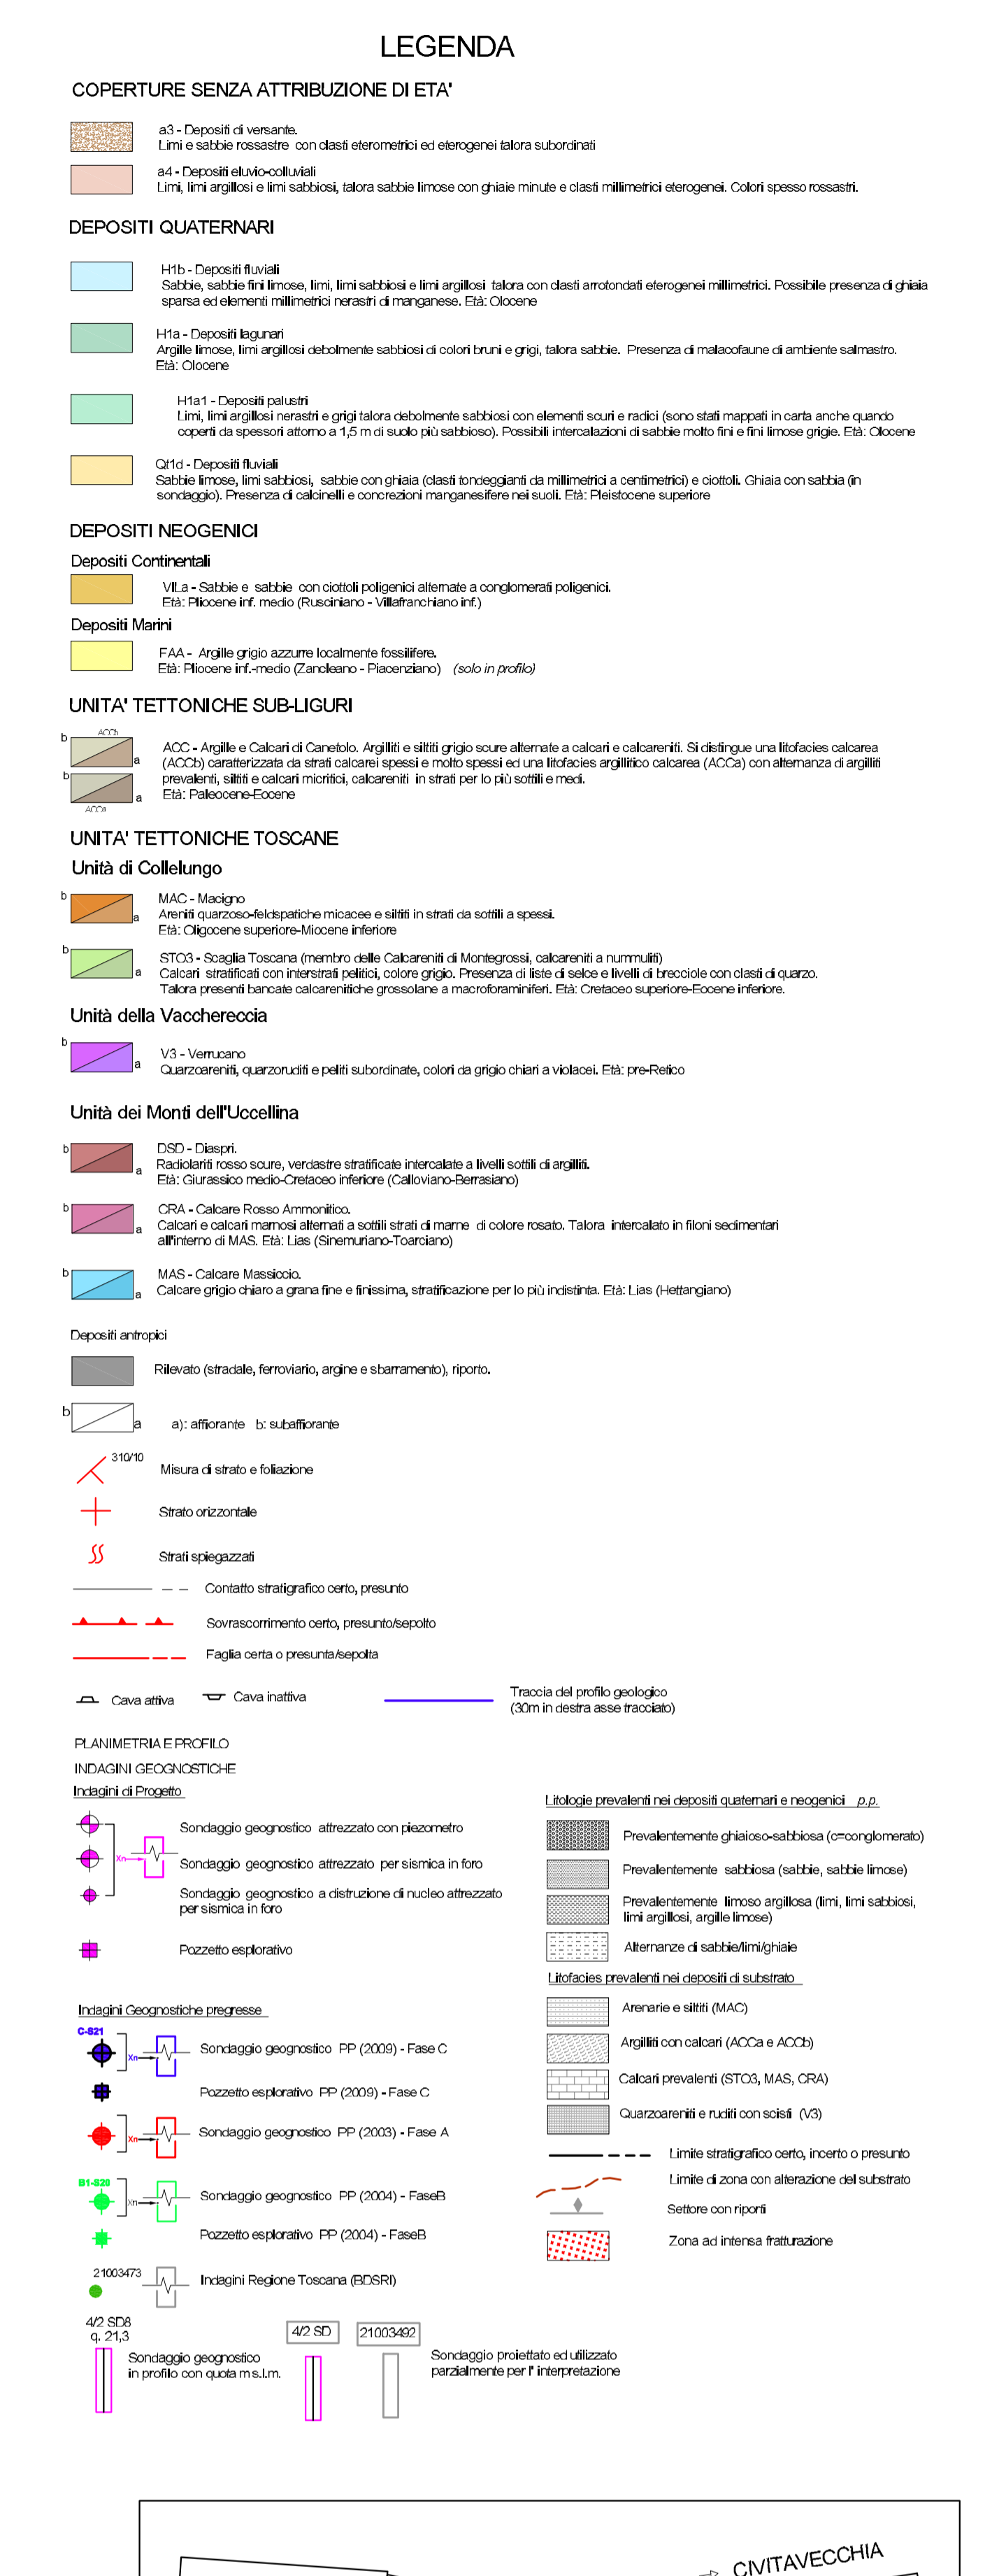 LEGENDA
COPERTURE SENZA ATTRIBUZIONE DI ETA'
a3 - Depositi di versante.
Limi e sabbie rossastre con clasti eterometrici ed eterogenei talora subordinati
a4 - Depositi eluvio-colluviali
Limi, limi argillosi e limi sabbiosi, talora sabbie limose con ghiaie minute e clasti millimetrici eterogenei. Colori spesso rossastri.
DEPOSITI QUATERNARI
H1b - Depositi fluviali
Sabbie, sabbie fini limose, limi, limi sabbiosi e limi argillosi talora con clasti arrotondati eterogenei millimetrici. Possibile presenza di ghiaia
sparsa ed elementi millimetrici nerastri di manganese. Età: Olocene
H1a - Depositi lagunari
Argille limose, limi argillosi debolmente sabbiosi di colori bruni e grigi, talora sabbie. Presenza di malacofaune di ambiente salmastro.
Età: Olocene
H1a1 - Depositi palustri
Limi, limi argillosi nerastri e grigi talora debolmente sabbiosi con elementi scuri e radici (sono stati mappati in carta anche quando
coperti da spessori attorno a 1,5 m di suolo più sabbioso). Possibili intercalazioni di sabbie molto fini e fini limose grigie. Età: Olocene
Qt1d - Depositi fluviali
Sabbie limose, limi sabbiosi, sabbie con ghiaia (clasti tondeggianti da millimetrici a centimetrici) e ciottoli. Ghiaia con sabbia (in
sondaggio). Presenza di calcinelli e concrezioni manganesifere nei suoli. Età: Pleistocene superiore
DEPOSITI NEOGENICI
Depositi Continentali
VILa - Sabbie e sabbie con ciottoli poligenici alternate a conglomerati poligenici.
Età: Pliocene inf. medio (Rusciniano - Villafranchiano inf.)
Depositi Marini
FAA - Argille grigio azzurre localmente fossilifere.
Età: Pliocene inf.-medio (Zancleano - Piacenziano) (solo in profilo)
UNITA' TETTONICHE SUB-LIGURI
ACCb
b a
b a
ACCa
ACC - Argille e Calcari di Canetolo. Argilliti e siltiti grigio scure alternate a calcari e calcareniti. Si distingue una litofacies calcarea
(ACCb) caratterizzata da strati calcarei spessi e molto spessi ed una litofacies argillitico calcarea (ACCa) con alternanza di argilliti
prevalenti, siltiti e calcari micritici, calcareniti in strati per lo più sottili e medi.
Età: Paleocene-Eocene
UNITA' TETTONICHE TOSCANE
Unità di Collelungo
b a
MAC - Macigno
Areniti quarzoso-feldspatiche micacee e siltiti in strati da sottili a spessi.
Età: Oligocene superiore-Miocene inferiore
b a
STO3 - Scaglia Toscana (membro delle Calcareniti di Montegrossi, calcareniti a nummuliti)
Calcari stratificati con interstrati pelitici, colore grigio. Presenza di liste di selce e livelli di brecciole con clasti di quarzo.
Talora presenti bancate calcarenitiche grossolane a macroforaminiferi. Età: Cretaceo superiore-Eocene inferiore.
Unità della Vacchereccia
b a
V3 - Verrucano
Quarzoareniti, quarzoruditi e peliti subordinate, colori da grigio chiari a violacei. Età: pre-Retico
Unità dei Monti dell'Uccellina
b a
DSD - Diaspri.
Radiolariti rosso scure, verdastre stratificate intercalate a livelli sottili di argilliti.
Età: Giurassico medio-Cretaceo inferiore (Calloviano-Berrasiano)
b a
CRA - Calcare Rosso Ammonitico.
Calcari e calcari marnosi alternati a sottili strati di marne di colore rosato. Talora intercalato in filoni sedimentari
all'interno di MAS. Età: Lias (Sinemuriano-Toarciano)
b a
MAS - Calcare Massiccio.
Calcare grigio chiaro a grana fine e finissima, stratificazione per lo più indistinta. Età: Lias (Hettangiano)
Depositi antropici
Rilevato (stradale, ferroviario, argine e sbarramento), riporto.
b a a): affiorante b: subaffiorante
310/10
Misura di strato e foliazione
Strato orizzontale
Strati spiegazzati
Contatto stratigrafico certo, presunto
Sovrascorrimento certo, presunto/sepolto
Faglia certa o presunta/sepolta
Cava attiva Cava inattiva
Traccia del profilo geologico
(30m in destra asse tracciato)
PLANIMETRIA E PROFILO
INDAGINI GEOGNOSTICHE
Indagini di Progetto
Sondaggio geognostico attrezzato con piezometro
Xn
Sondaggio geognostico attrezzato per sismica in foro
Sondaggio geognostico a distruzione di nucleo attrezzato
per sismica in foro
Pozzetto esplorativo
Indagini Geognostiche pregresse
C-S21
Xn
Sondaggio geognostico PP (2009) - Fase C
Pozzetto esplorativo PP (2009) - Fase C
Xn
Sondaggio geognostico PP (2003) - Fase A
B1-S20
Xn
Sondaggio geognostico PP (2004) - FaseB
Pozzetto esplorativo PP (2004) - FaseB
21003473
Indagini Regione Toscana (BDSRI)
4/2 SD8
q. 21,3
Sondaggio geognostico
in profilo con quota m s.l.m.
4/2 SD
21003492
Sondaggio proiettato ed utilizzato
parzialmente per l' interpretazione
Litologie prevalenti nei depositi quaternari e neogenici p.p.
Prevalentemente ghiaioso-sabbiosa (c=conglomerato)
Prevalentemente sabbiosa (sabbie, sabbie limose)
Prevalentemente limoso argillosa (limi, limi sabbiosi,
limi argillosi, argille limose)
Alternanze di sabbie/limi/ghiaie
Litofacies prevalenti nei depositi di substrato
Arenarie e siltiti (MAC)
Argilliti con calcari (ACCa e ACCb)
Calcari prevalenti (STO3, MAS, CRA)
Quarzoareniti e ruditi con scisti (V3)
Limite stratigrafico certo, incerto o presunto
Limite di zona con alterazione del substrato
Settore con riporti
Zona ad intensa fratturazione
CIVITAVECCHIA